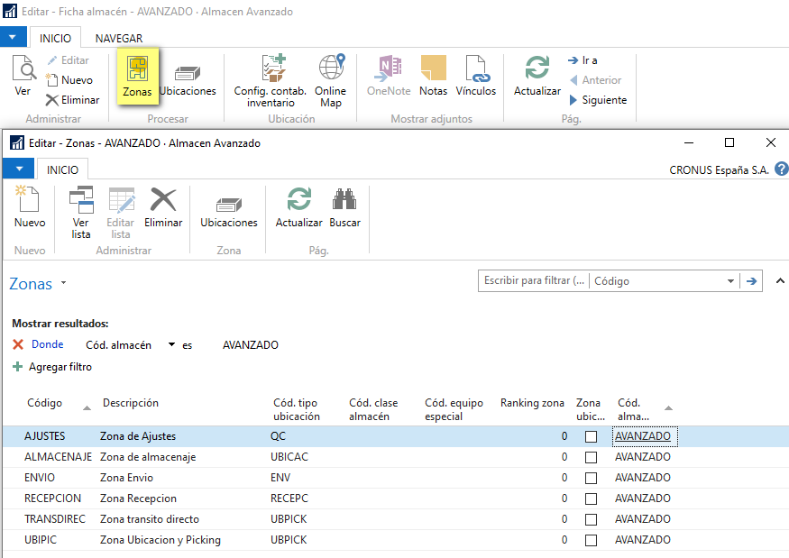 Editar - Ficha almacén - AVANZADO · Almacen Avanzado
INICIO NAVEGAR
Ver
Editar
Nuevo
Eliminar
Administrar
Zonas
Ubicaciones
Procesar
Config. contab. inventario
Online Map
Ubicación
OneNote
Notas
Vínculos
Mostrar adjuntos
Actualizar
Ir a
Anterior
Siguiente
Pág.
Editar - Zonas - AVANZADO · Almacen Avanzado
INICIO
CRONUS España S.A.
Nuevo
Nuevo
Ver lista
Editar lista
Eliminar
Administrar
Ubicaciones
Zona
Actualizar
Buscar
Pág.
Zonas
Escribir para filtrar (... Código
Mostrar resultados:
Donde Cód. almacén es AVANZADO
Agregar filtro
Código Descripción Cód. tipo ubicación Cód. clase almacén Cód. equipo especial Ranking zona Zona ubic... Cód. alma...
AJUSTES Zona de Ajustes QC 0 AVANZADO
ALMACENAJE Zona de almacenaje UBICAC 0 AVANZADO
ENVIO Zona Envio ENV 0 AVANZADO
RECEPCION Zona Recepcion RECEPC 0 AVANZADO
TRANSDIREC Zona transito directo UBPICK 0 AVANZADO
UBIPIC Zona Ubicacion y Picking UBPICK 0 AVANZADO